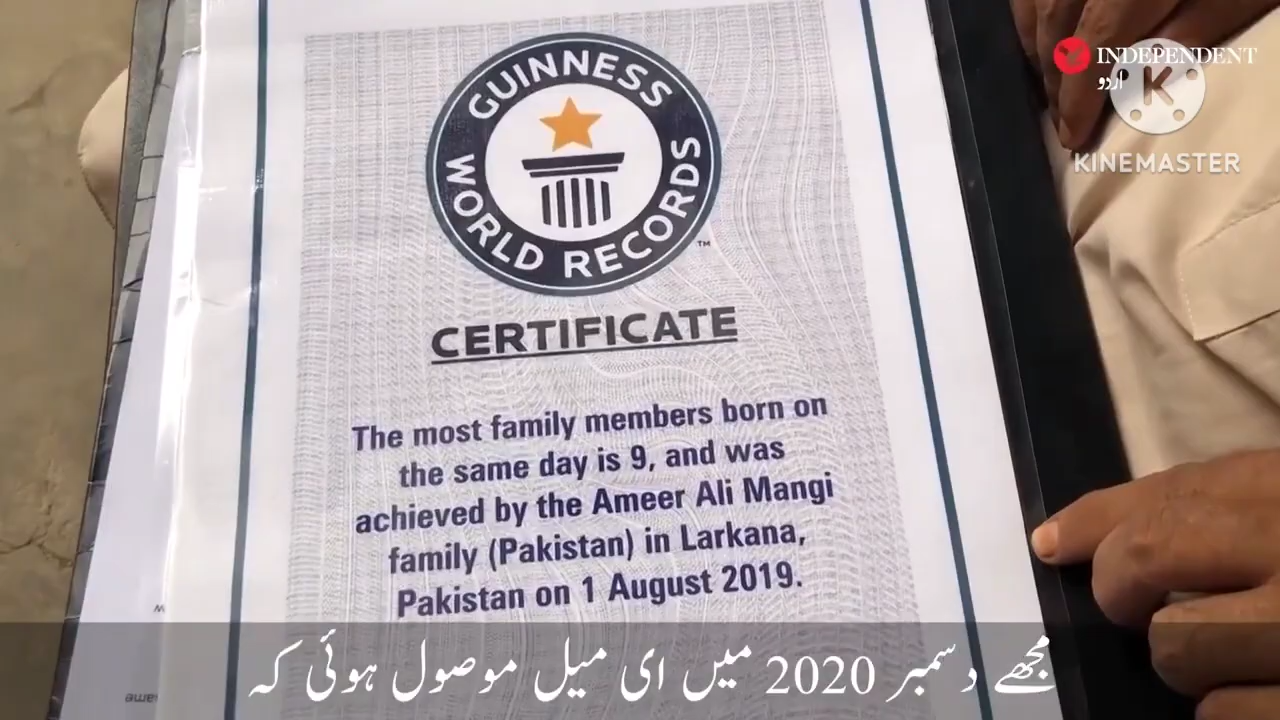 INDEPENDENT
اردو
K
KINEMASTER
GUINNESS
WORLD RECORDS
™
CERTIFICATE
The most family members born on
the same day is 9, and was
achieved by the Ameer Ali Mangi
family (Pakistan) in Larkana,
Pakistan on 1 August 2019.
مجھے دسمبر 2020 میں ای میل موصول ہوئی کہ